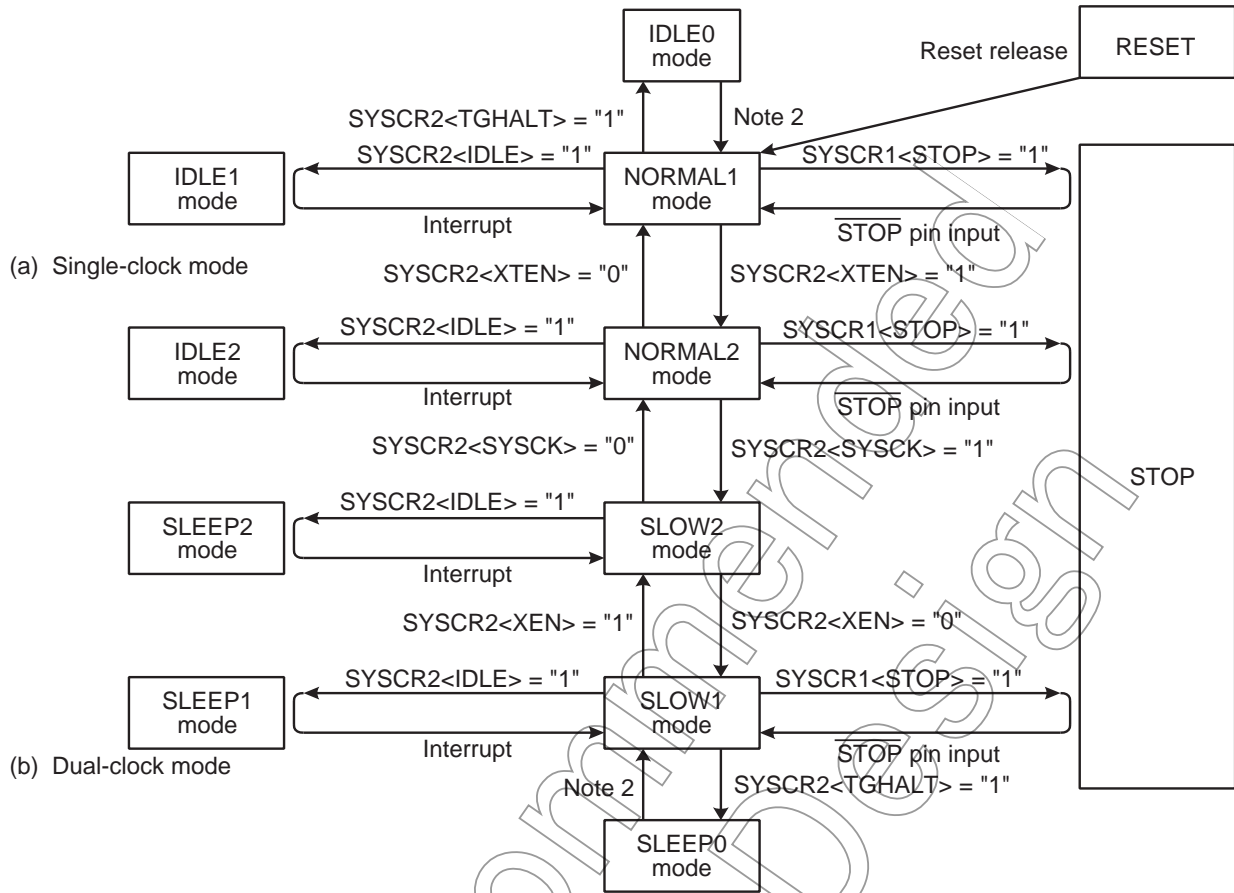 IDLE0
mode
Reset release
RESET
SYSCR2<TGHALT> = "1"
Note 2
SYSCR2<IDLE> = "1"
SYSCR1<STOP> = "1"
IDLE1
mode
NORMAL1
mode
Interrupt
STOP pin input
(a) Single-clock mode
SYSCR2<XTEN> = "0"
SYSCR2<XTEN> = "1"
SYSCR2<IDLE> = "1"
SYSCR1<STOP> = "1"
IDLE2
mode
NORMAL2
mode
Interrupt
STOP pin input
SYSCR2<SYSCK> = "0"
SYSCR2<SYSCK> = "1"
STOP
SYSCR2<IDLE> = "1"
SLEEP2
mode
SLOW2
mode
Interrupt
SYSCR2<XEN> = "1"
SYSCR2<XEN> = "0"
SYSCR2<IDLE> = "1"
SYSCR1<STOP> = "1"
SLEEP1
mode
SLOW1
mode
Interrupt
STOP pin input
(b) Dual-clock mode
Note 2
SYSCR2<TGHALT> = "1"
SLEEP0
mode
ommended
Design